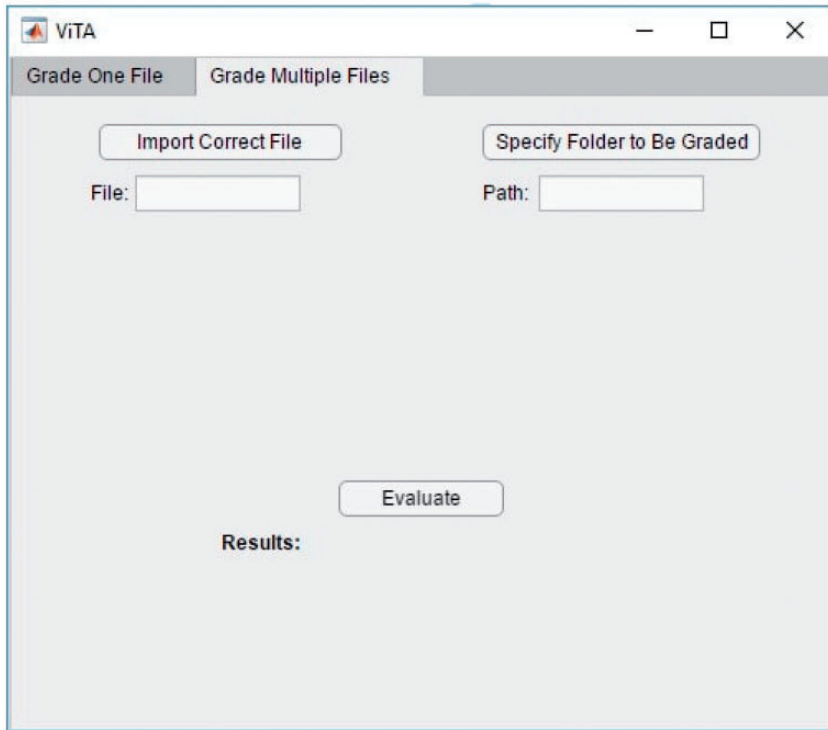 ViTA
Grade One File Grade Multiple Files
Import Correct File Specify Folder to Be Graded
File: Path:
Evaluate
Results: